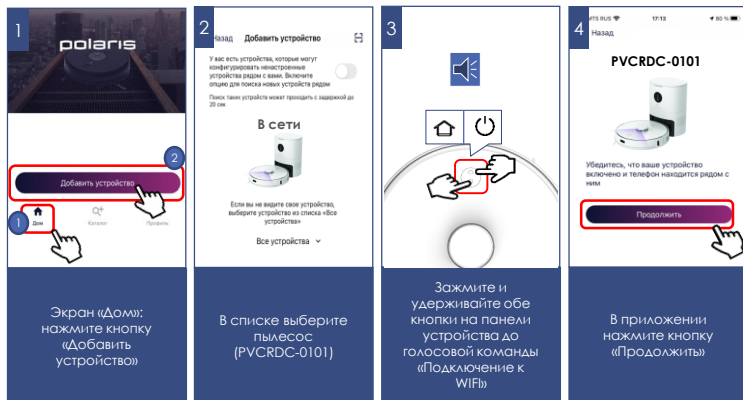 1
polaris
2
Добавить устройство
1
Дом
Каталог
Профиль
Экран «Дом»:
нажмите кнопку
«Добавить
устройство»
2
Назад Добавить устройство
У вас есть устройства, которые могут
конфигурировать ненастроенные
устройства рядом с вами. Включите
опцию для поиска новых устройств рядом
Поиск таких устройств может проходить с задержкой до
20 сек
В сети
Если вы не видите свое устройство,
выберите устройство из списка «Все
устройства»
Все устройства
В списке выберите
пылесос
(PVCRDC-0101)
3
Зажмите и
удерживайте обе
кнопки на панели
устройства до
голосовой команды
«Подключение к
WIFI»
4
MTS RUS 17:13 80 %
Назад
PVCRDC-0101
Убедитесь, что ваше устройство
включено и телефон находится рядом с
ним
Продолжить
В приложении
нажмите кнопку
«Продолжить»